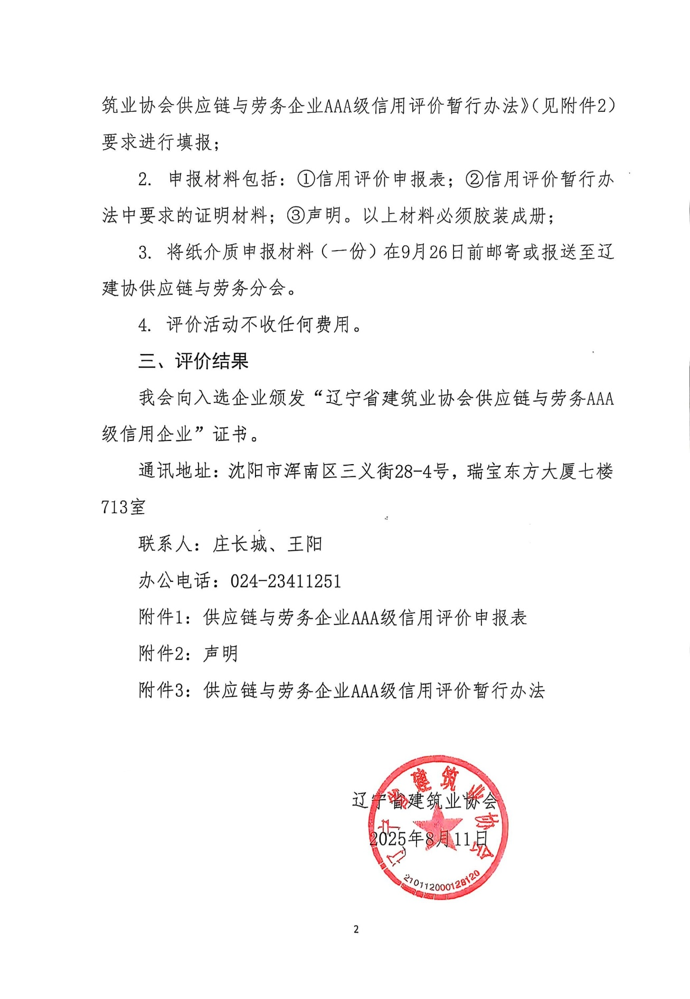 筑业协会供应链与劳务企业AAA级信用评价暂行办法》（见附件2）
要求进行填报；
2. 申报材料包括：①信用评价申报表；②信用评价暂行办
法中要求的证明材料；③声明。以上材料必须胶装成册；
3. 将纸介质申报材料（一份）在9月26日前邮寄或报送至辽
建协供应链与劳务分会。
4. 评价活动不收任何费用。
三、评价结果
我会向入选企业颁发“辽宁省建筑业协会供应链与劳务AAA
级信用企业”证书。
通讯地址：沈阳市浑南区三义街28-4号，瑞宝东方大厦七楼
713室
联系人：庄长城、王阳
办公电话：024-23411251
附件1：供应链与劳务企业AAA级信用评价申报表
附件2：声明
附件3：供应链与劳务企业AAA级信用评价暂行办法
辽宁省建筑业协会
2025年8月11日
辽宁省建筑业协会
210112000128120
2